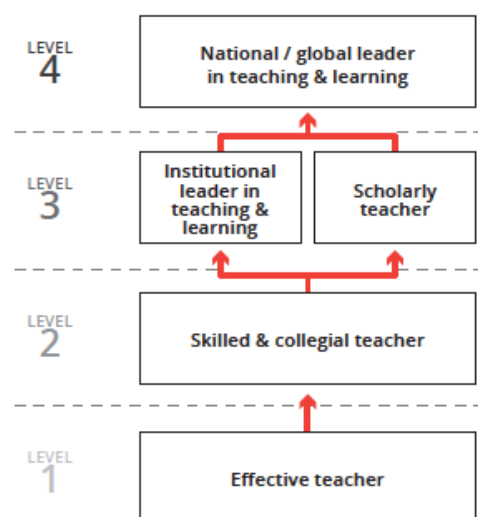 LEVEL
4
National / global leader
in teaching & learning
LEVEL
3
Institutional
leader in
teaching &
learning
Scholarly
teacher
LEVEL
2
Skilled & collegial teacher
LEVEL
1
Effective teacher